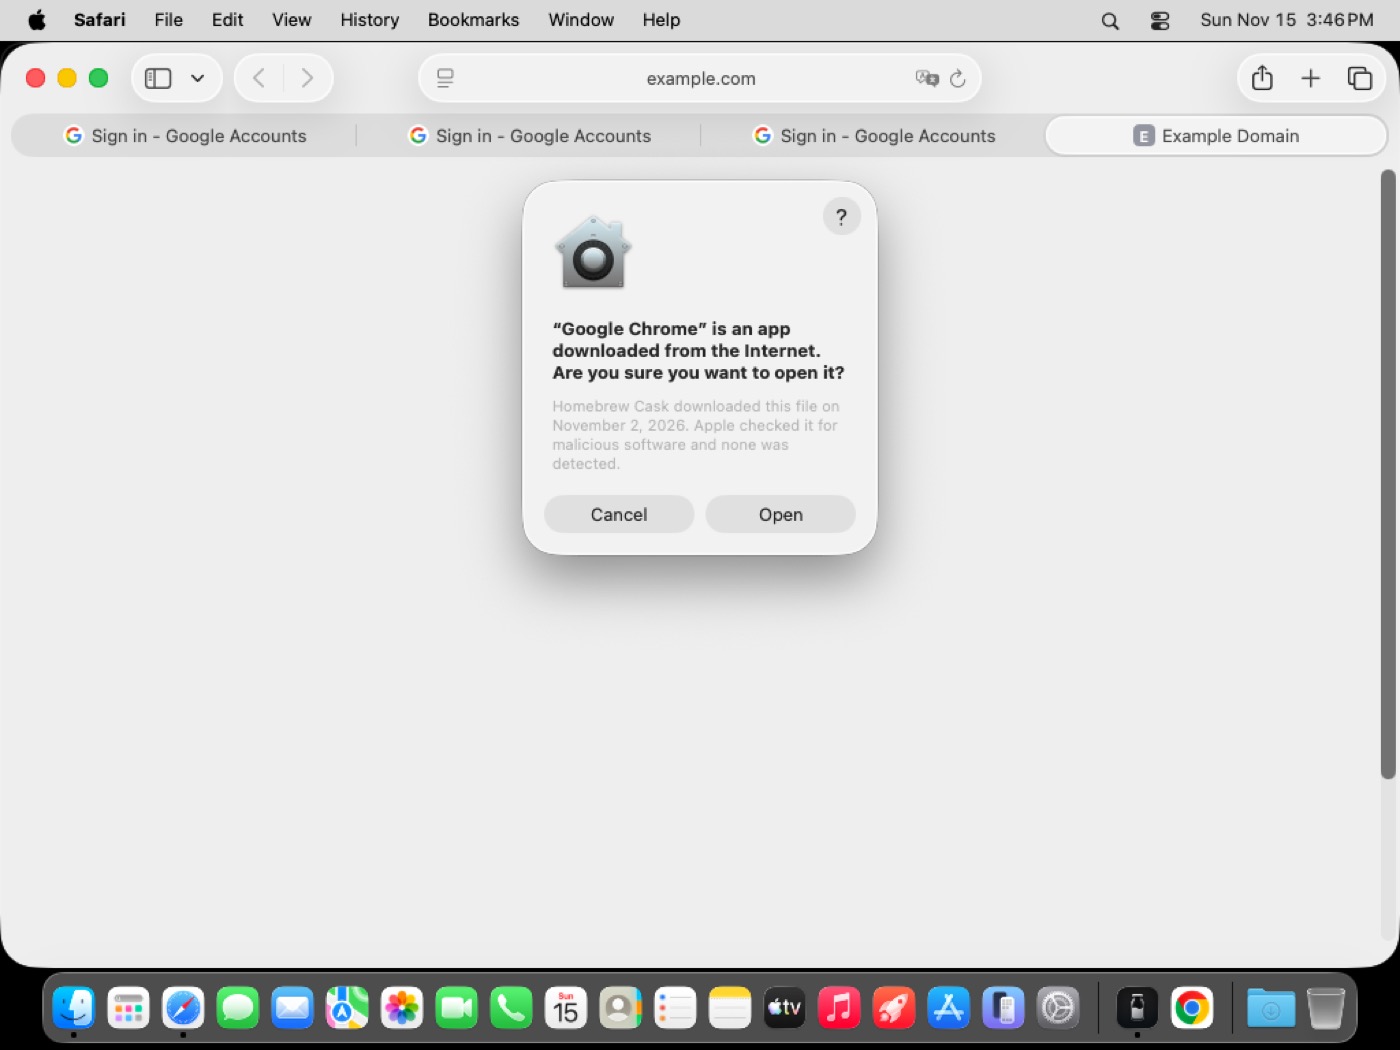 Safari File Edit View History Bookmarks Window Help Sun Nov 15 3:46 PM
example.com
Sign in - Google Accounts Sign in - Google Accounts Sign in - Google Accounts E Example Domain
?
“Google Chrome” is an app
downloaded from the Internet.
Are you sure you want to open it?
Homebrew Cask downloaded this file on
November 2, 2026. Apple checked it for
malicious software and none was
detected.
Cancel Open
Sun
15
tv